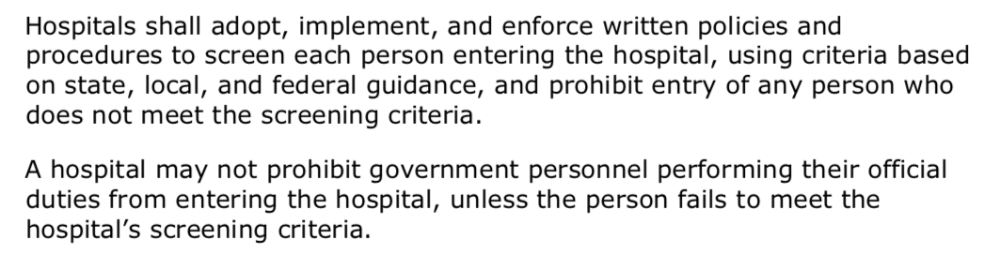 Hospitals shall adopt, implement, and enforce written policies and
procedures to screen each person entering the hospital, using criteria based
on state, local, and federal guidance, and prohibit entry of any person who
does not meet the screening criteria.
A hospital may not prohibit government personnel performing their official
duties from entering the hospital, unless the person fails to meet the
hospital’s screening criteria.